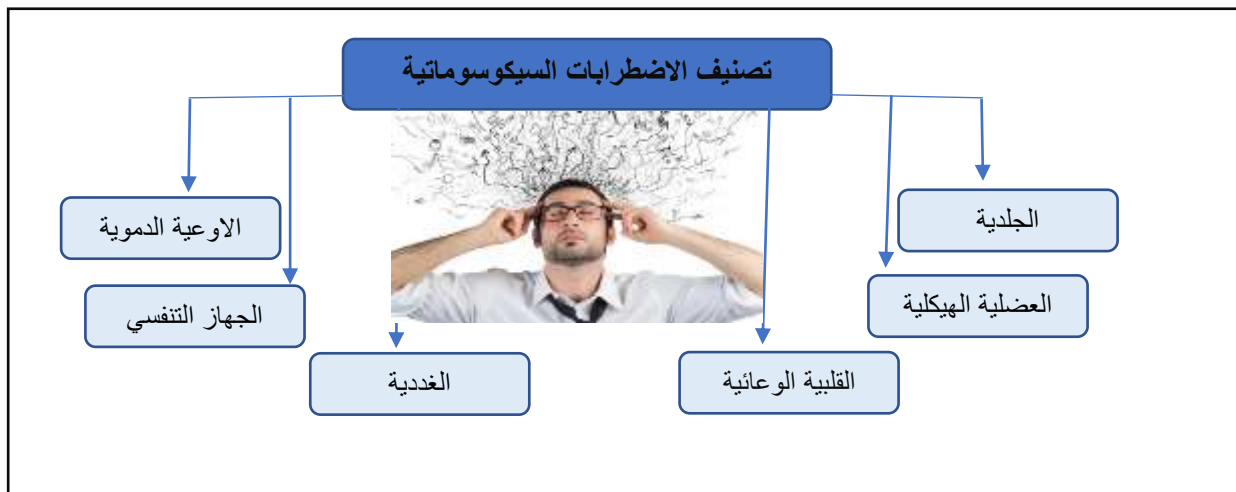 تصنيف الاضطرابات السيكوسوماتية
الجلدية
الاوعية الدموية
العضلية الهيكلية
الجهاز التنفسي
القلبية الوعائية
الغددية